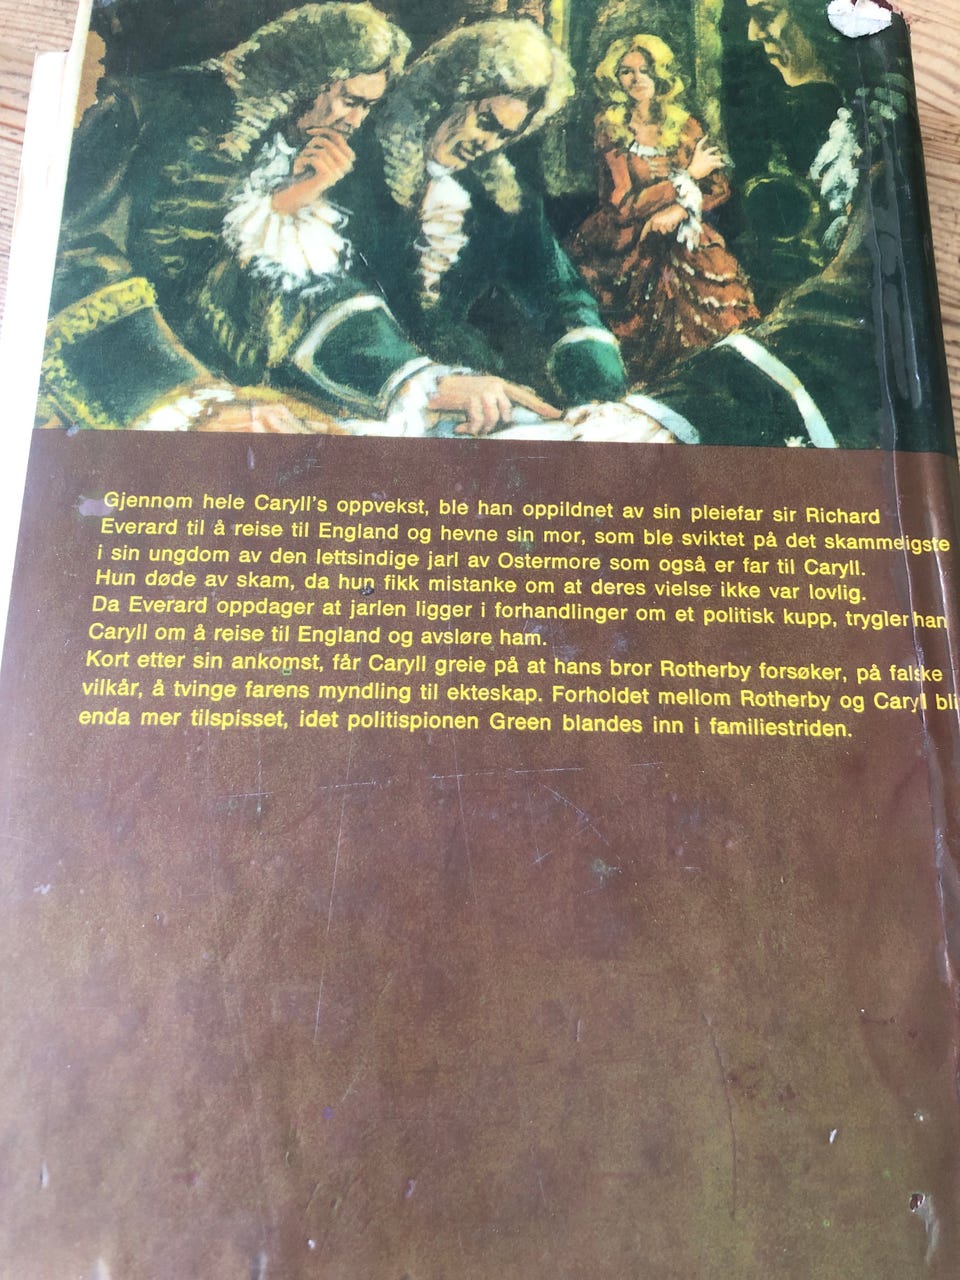 Gjennom hele Caryll's oppvekst, ble han oppildnet av sin pleiefar sir Richard
Everard til å reise til England og hevne sin mor, som ble sviktet på det skammeligste
i sin ungdom av den lettsindige jarl av Ostermore som også er far til Caryll.
Hun døde av skam, da hun fikk mistanke om at deres vielse ikke var lovlig.
Da Everard oppdager at jarlen ligger i forhandlinger om et politisk kupp, trygler han
Caryll om å reise til England og avsløre ham.
Kort etter sin ankomst, får Caryll greie på at hans bror Rotherby forsøker, på falske
vilkår, å tvinge farens myndling til ekteskap. Forholdet mellom Rotherby og Caryll bli
enda mer tilspisset, idet politispionen Green blandes inn i familiestriden.